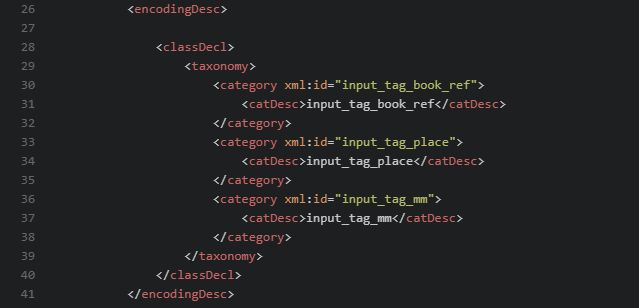 26 <encodingDesc>
27
28 <classDecl>
29 <taxonomy>
30 <category xml:id="input_tag_book_ref">
31 <catDesc>input_tag_book_ref</catDesc>
32 </category>
33 <category xml:id="input_tag_place">
34 <catDesc>input_tag_place</catDesc>
35 </category>
36 <category xml:id="input_tag_mm">
37 <catDesc>input_tag_mm</catDesc>
38 </category>
39 </taxonomy>
40 </classDecl>
41 </encodingDesc>